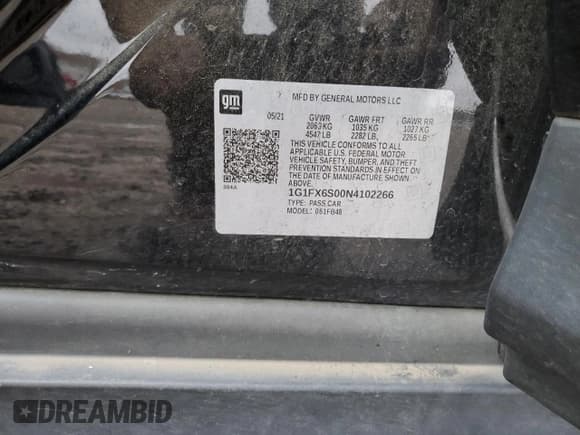 gm
MFD BY GENERAL MOTORS LLC
05/21 GVWR GAWR FRT GAWR RR
2063 KG 1035 KG 1027 KG
4547 LB 2282 LB, 2265 LB
THIS VEHICLE CONFORMS TO ALL
APPLICABLE U.S. FEDERAL MOTOR
VEHICLE SAFETY, BUMPER, AND THEFT
PREVENTION STANDARDS IN EFFECT ON
THE DATE OF MANUFACTURE SHOWN
ABOVE.
1G1FX6S00N4102266
TYPE: PASS CAR
MODEL: 0S1FB48
DREAMBID